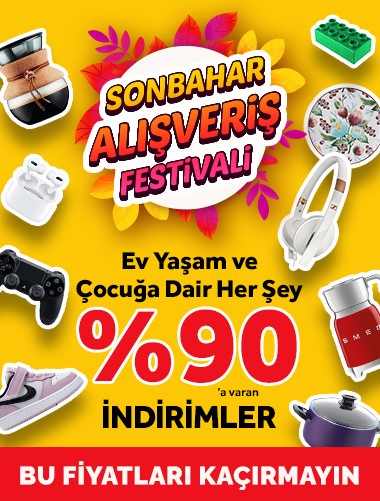 SONBAHAR
ALIŞVERİŞ
FESTİVALİ
Ev Yaşam ve
Çocuğa Dair Her Şey
%90
'a varan
İNDİRİMLER
SMEG
BU FİYATLARI KAÇIRMAYIN